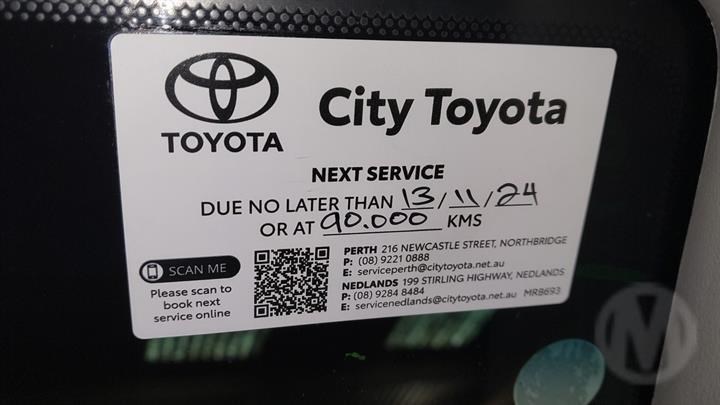 TOYOTA
City Toyota
NEXT SERVICE
DUE NO LATER THAN 13/11/24
OR AT 90.000 KMS
SCAN ME
Please scan to
book next
service online
PERTH 216 NEWCASTLE STREET, NORTHBRIDGE
P: (08) 9221 0888
E: serviceperth@citytoyota.net.au
NEDLANDS 199 STIRLING HIGHWAY, NEDLANDS
P: (08) 9284 8484
E: servicenedlands@citytoyota.net.au MRB693
M